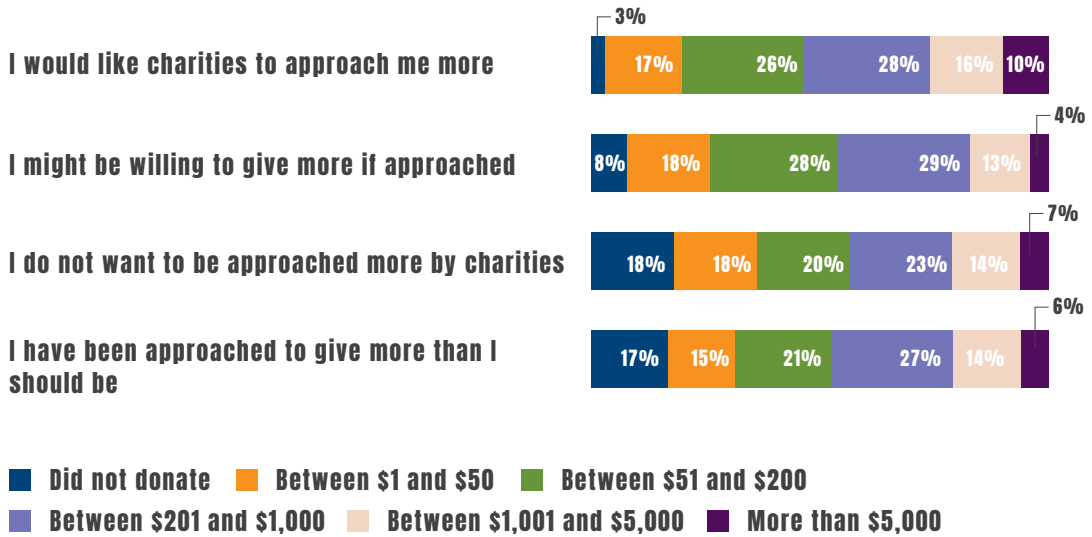 3%
I would like charities to approach me more
17% 26% 28% 16% 10%
4%
I might be willing to give more if approached
8% 18% 28% 29% 13%
7%
I do not want to be approached more by charities
18% 18% 20% 23% 14%
6%
I have been approached to give more than I
should be
17% 15% 21% 27% 14%
Did not donate Between $1 and $50 Between $51 and $200
Between $201 and $1,000 Between $1,001 and $5,000 More than $5,000